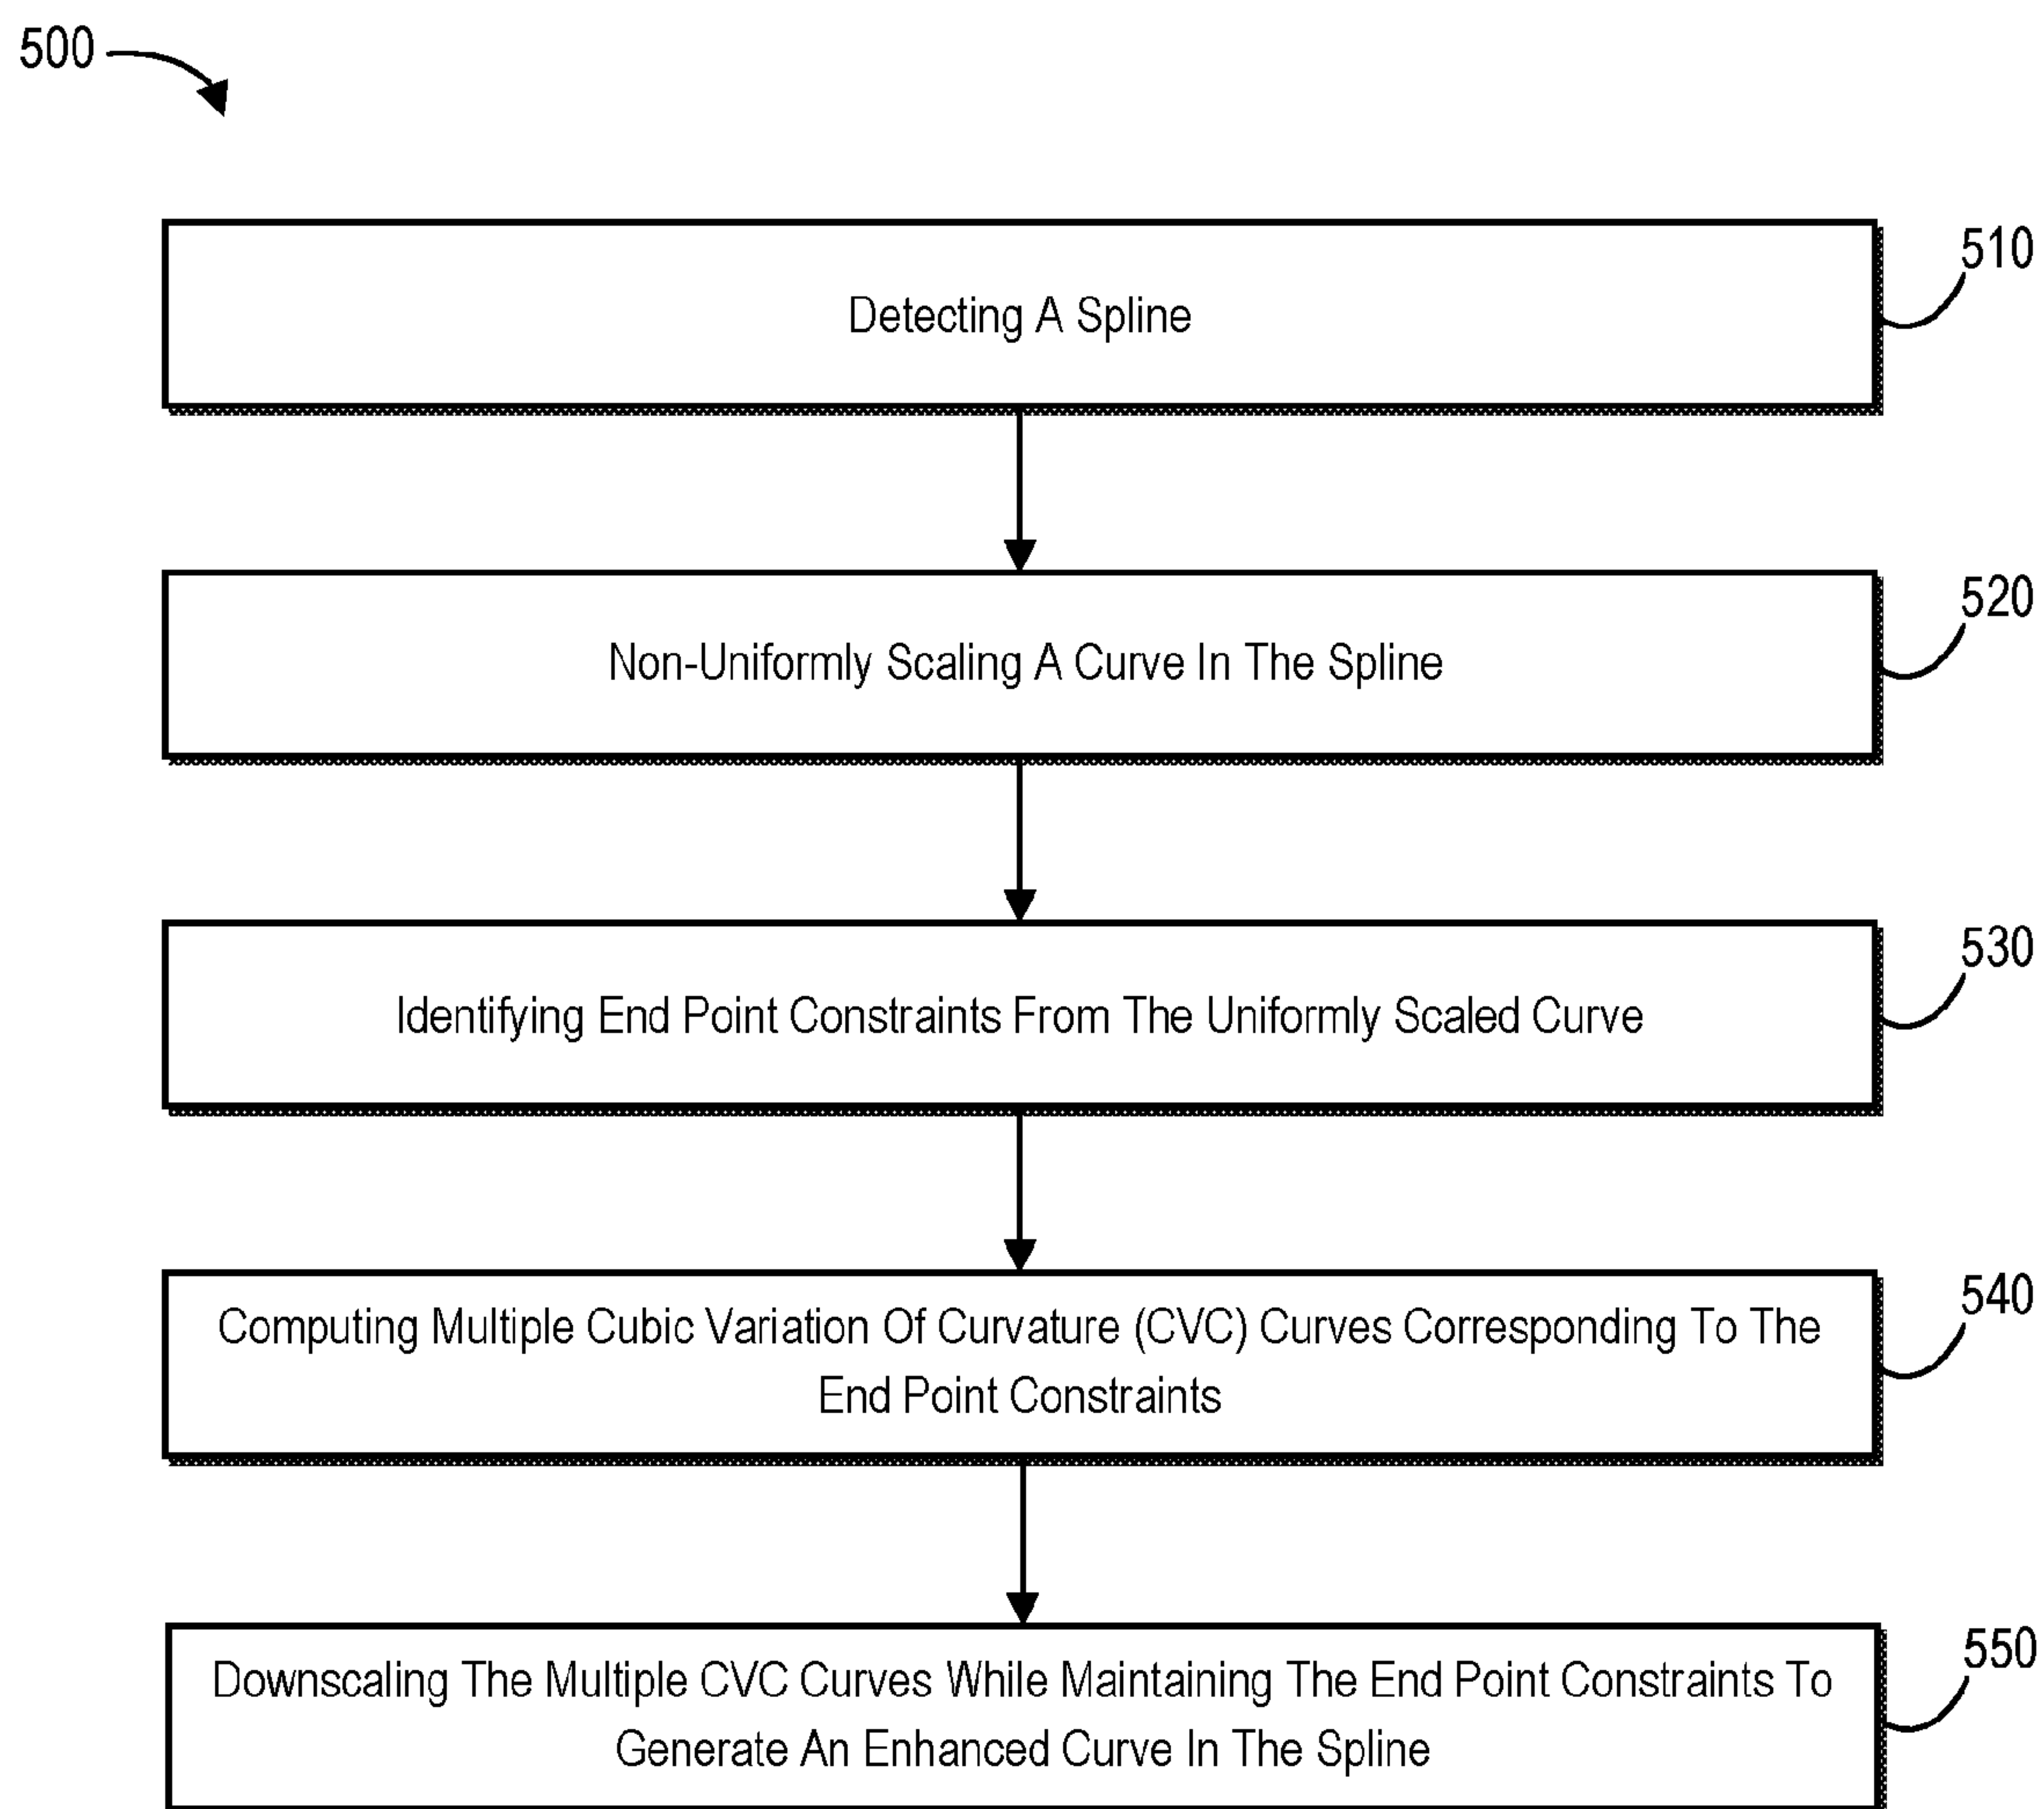 500
510
Detecting A Spline
520
Non-Uniformly Scaling A Curve In The Spline
530
Identifying End Point Constraints From The Uniformly Scaled Curve
540
Computing Multiple Cubic Variation Of Curvature (CVC) Curves Corresponding To The
End Point Constraints
550
Downscaling The Multiple CVC Curves While Maintaining The End Point Constraints To
Generate An Enhanced Curve In The Spline